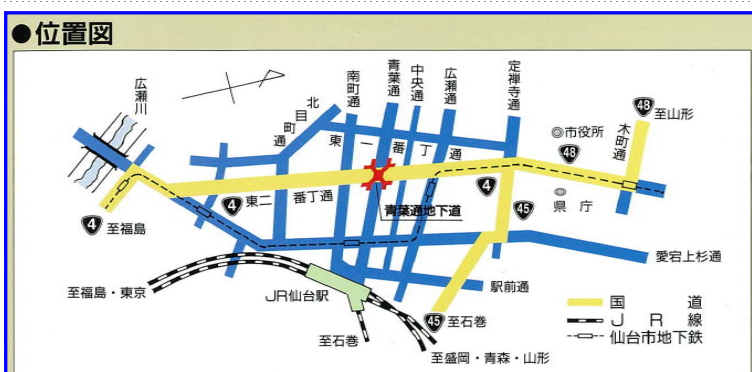 ●位置図
広瀬川
北目町通
南町通
青葉通
中央通
広瀬通
定禅寺通
48
至山形
木町通
◎市役所
48
東一番丁通
4
東二番丁通
4
45
◎県庁
青葉通地下道
4
至福島
愛宕上杉通
至福島・東京
JR仙台駅
駅前通
45
至石巻
至石巻
至盛岡・青森・山形
国道
JR線
仙台市地下鉄